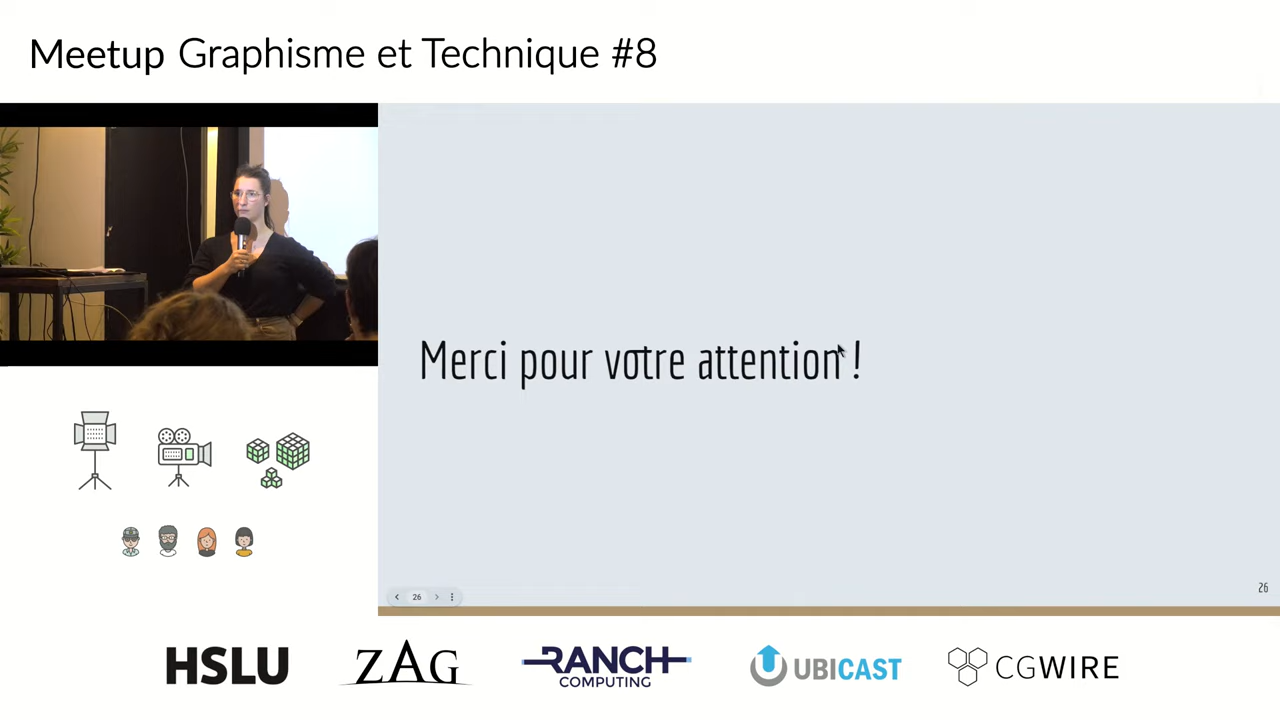 Meetup Graphisme et Technique #8
Merci pour votre attention !
26
26
HSLU
ZAG
RANCH
COMPUTING
UBICAST
CGWIRE